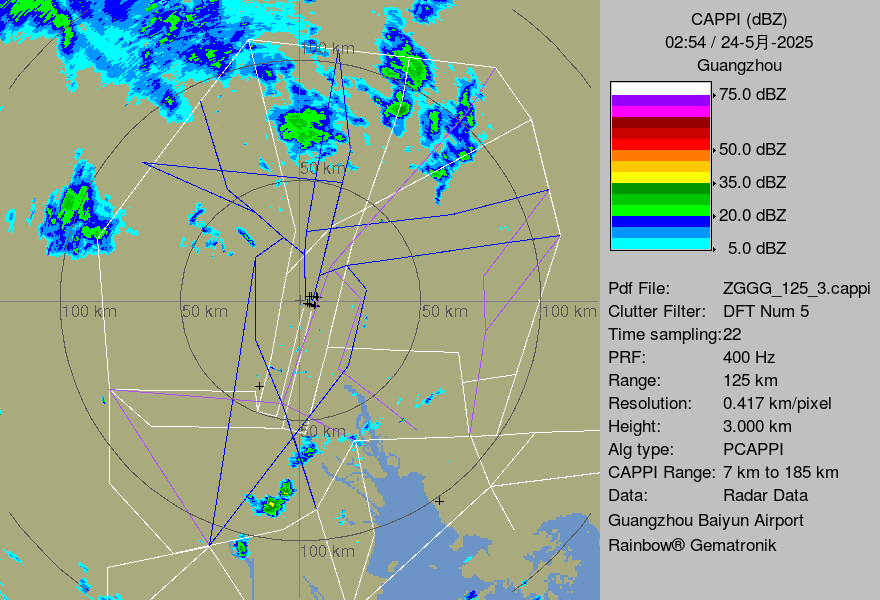 CAPPI (dBZ)
02:54 / 24-5月-2025
Guangzhou
75.0 dBZ
50.0 dBZ
35.0 dBZ
20.0 dBZ
5.0 dBZ
Pdf File: ZGGG_125_3.cappi
Clutter Filter: DFT Num 5
Time sampling:22
PRF: 400 Hz
Range: 125 km
Resolution: 0.417 km/pixel
Height: 3.000 km
Alg type: PCAPPI
CAPPI Range: 7 km to 185 km
Data: Radar Data
Guangzhou Baiyun Airport
Rainbow® Gematronik
100 km
50 km
100 km
50 km
50 km
100 km
50 km
100 km